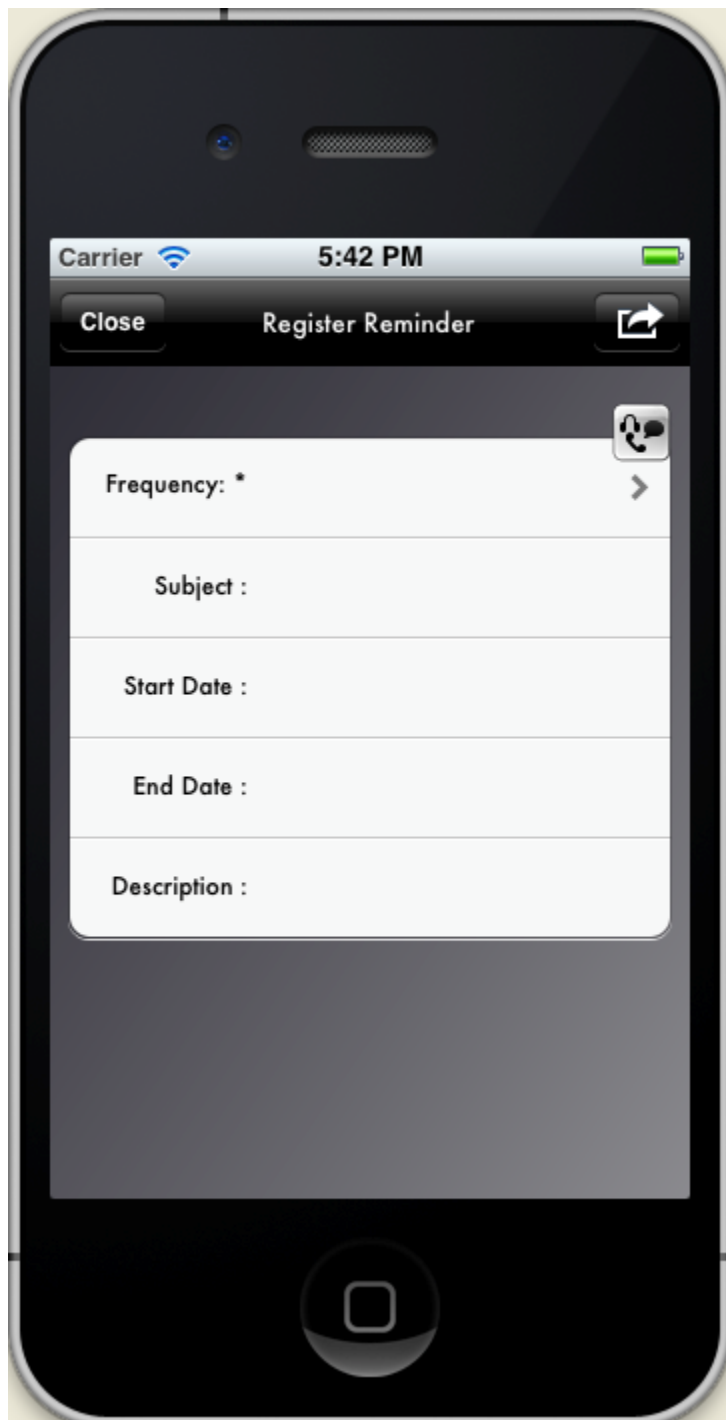 Carrier 5:42 PM
Close Register Reminder
Frequency: *
Subject :
Start Date :
End Date :
Description :